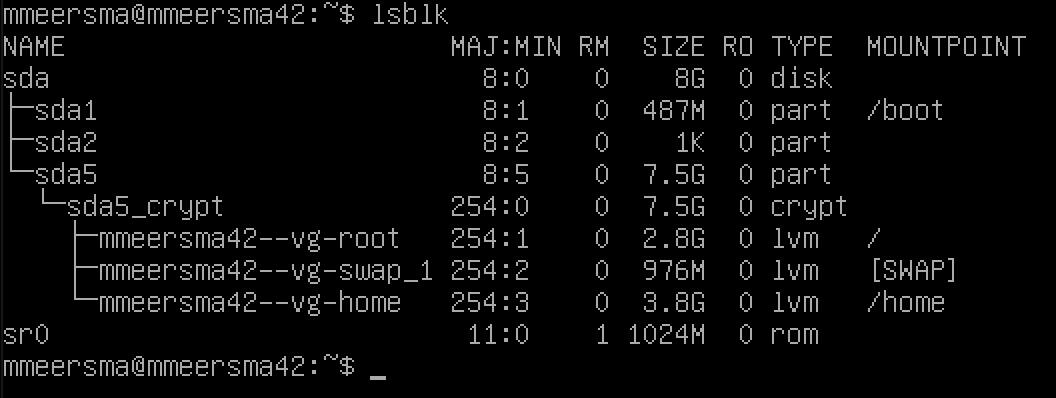 mmeersma@mmeersma42:~$ lsblk
NAME                        MAJ:MIN RM  SIZE RO TYPE  MOUNTPOINT
sda                           8:0    0    8G  0 disk
├─sda1                        8:1    0  487M  0 part  /boot
├─sda2                        8:2    0    1K  0 part
└─sda5                        8:5    0  7.5G  0 part
  └─sda5_crypt              254:0    0  7.5G  0 crypt
    ├─mmeersma42--vg-root   254:1    0  2.8G  0 lvm   /
    ├─mmeersma42--vg-swap_1 254:2    0  976M  0 lvm   [SWAP]
    └─mmeersma42--vg-home   254:3    0  3.8G  0 lvm   /home
sr0                          11:0    1 1024M  0 rom
mmeersma@mmeersma42:~$ _